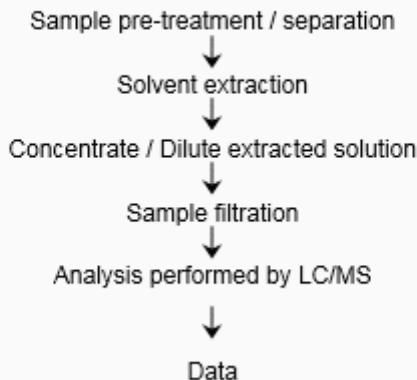 Sample pre-treatment / separation
Solvent extraction
Concentrate / Dilute extracted solution
Sample filtration
Analysis performed by LC/MS
Data